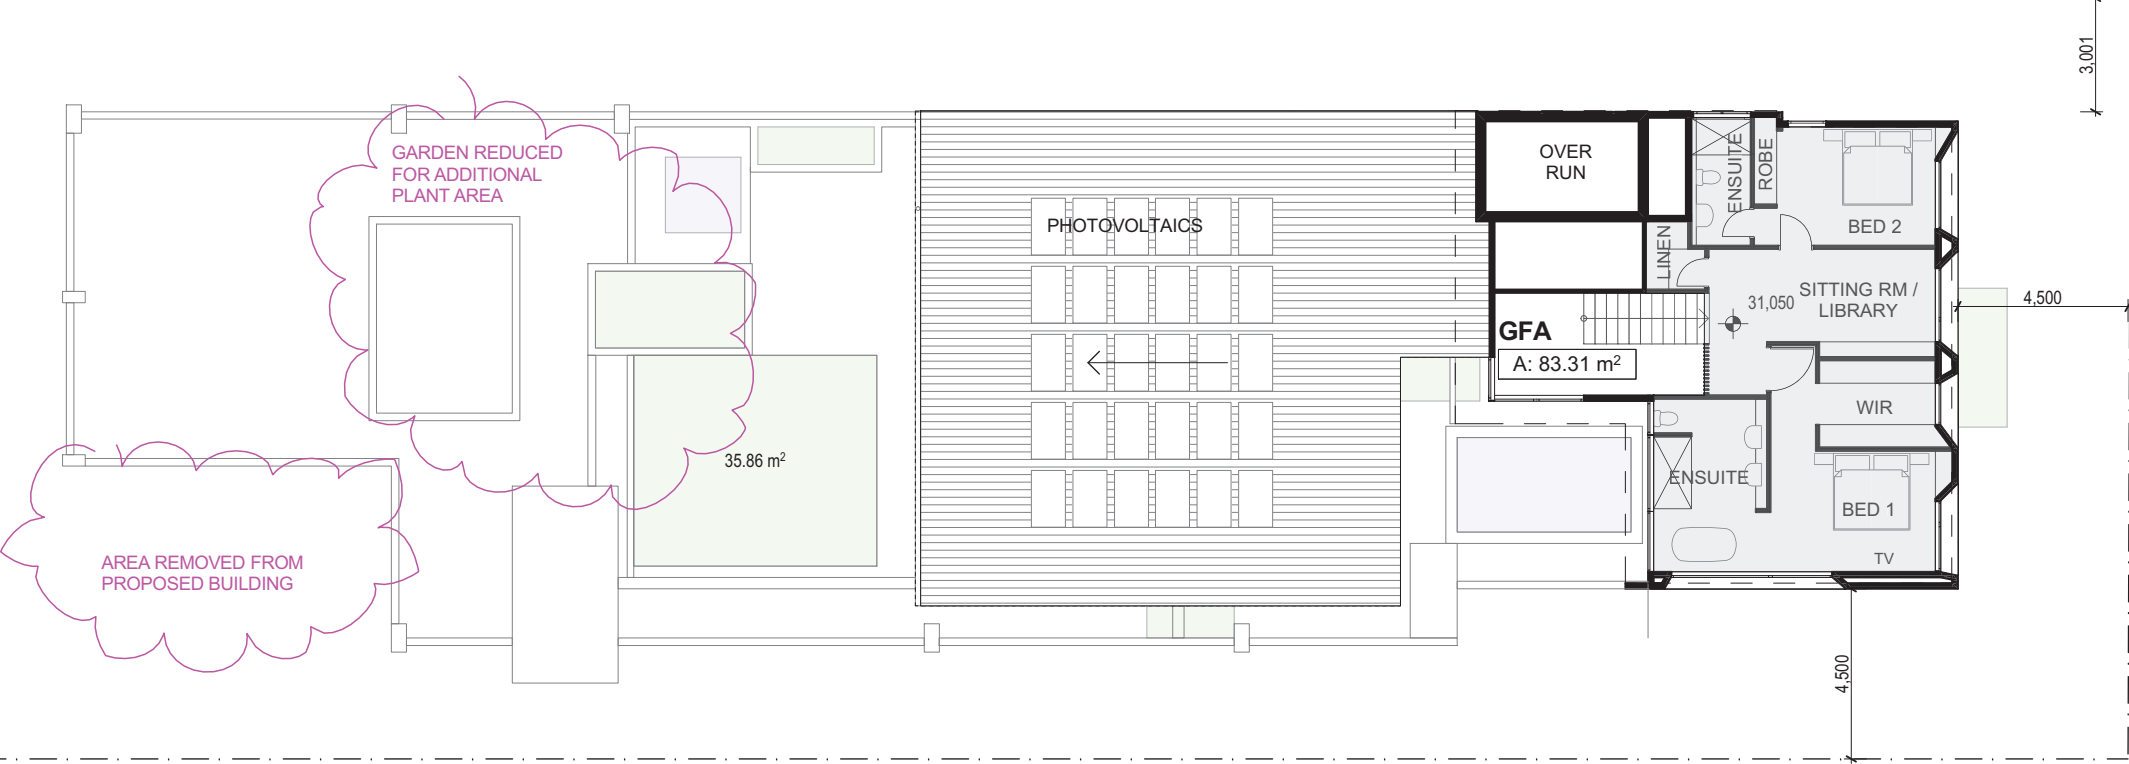 3,001
GARDEN REDUCED
FOR ADDITIONAL
PLANT AREA
OVER
RUN
ENSUITE
ROBE
BED 2
PHOTOVOLTAICS
LINEN
SITTING RM /
LIBRARY
31,050
4,500
GFA
A: 83.31 m²
WIR
35.86 m²
ENSUITE
BED 1
TV
AREA REMOVED FROM
PROPOSED BUILDING
4,500